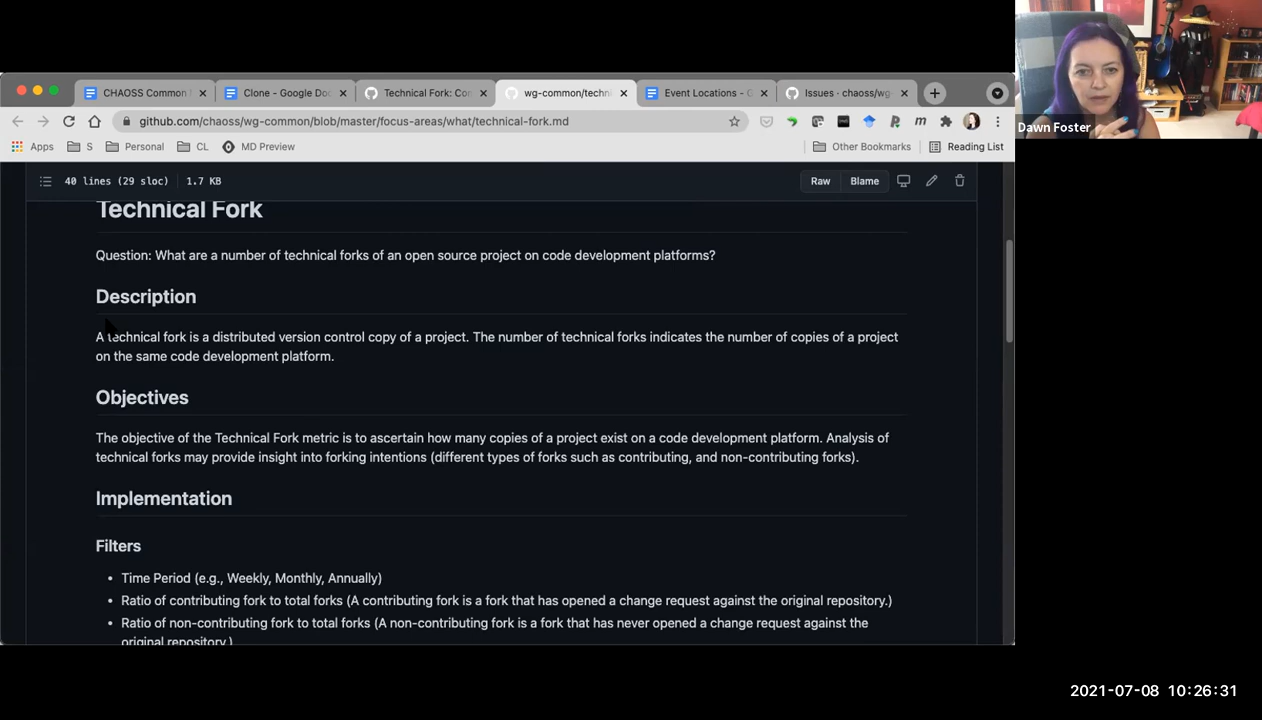 CHAOSS Common
Clone - Google Doc
Technical Fork: Co
wg-common/techn
Event Locations - G
Issues · chaoss/wg-
github.com/chaoss/wg-common/blob/master/focus-areas/what/technical-fork.md
Apps
S
Personal
CL
MD Preview
Other Bookmarks
Reading List
40 lines (29 sloc)
1.7 KB
Raw
Blame
Technical Fork
Question: What are a number of technical forks of an open source project on code development platforms?
Description
A technical fork is a distributed version control copy of a project. The number of technical forks indicates the number of copies of a project
on the same code development platform.
Objectives
The objective of the Technical Fork metric is to ascertain how many copies of a project exist on a code development platform. Analysis of
technical forks may provide insight into forking intentions (different types of forks such as contributing, and non-contributing forks).
Implementation
Filters
• Time Period (e.g., Weekly, Monthly, Annually)
• Ratio of contributing fork to total forks (A contributing fork is a fork that has opened a change request against the original repository.)
• Ratio of non-contributing fork to total forks (A non-contributing fork is a fork that has never opened a change request against the
original repository.)
Dawn Foster
2021-07-08 10:26:31